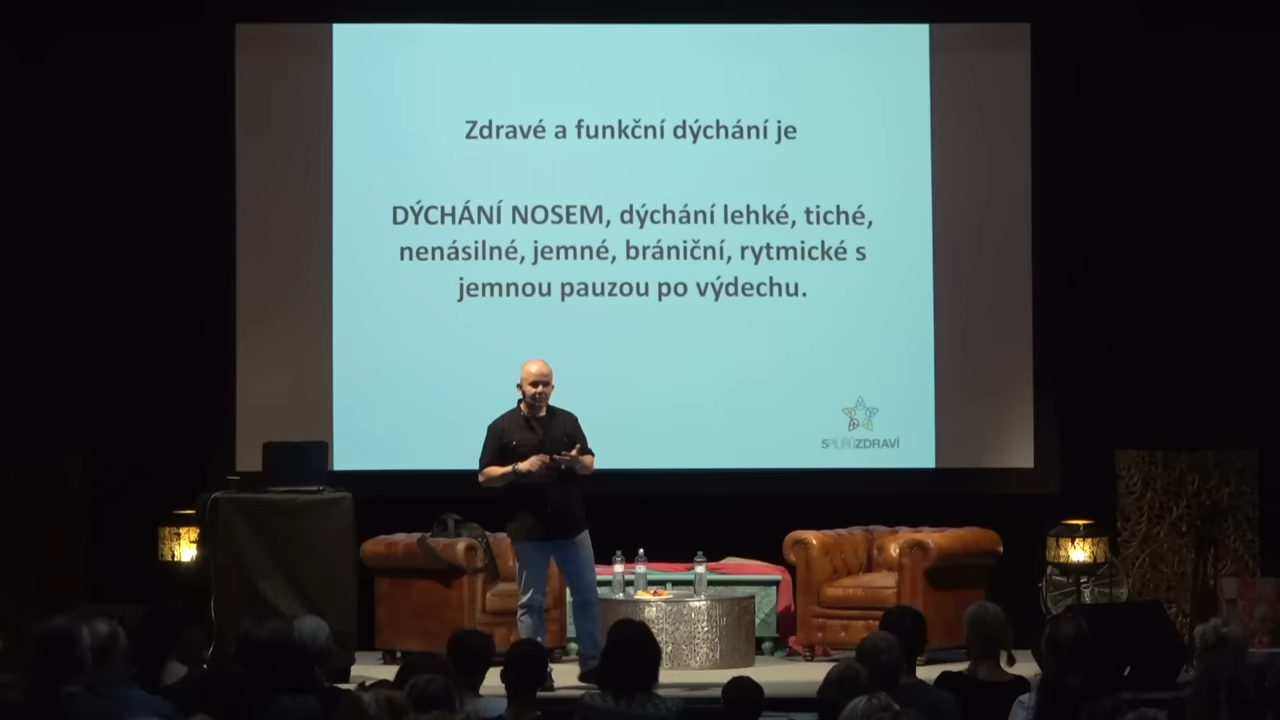 Zdravé a funkční dýchání je
DÝCHÁNÍ NOSEM, dýchání lehké, tiché,
nenásilné, jemné, brániční, rytmické s
jemnou pauzou po výdechu.
5PILÍŘŮZDRAVÍ